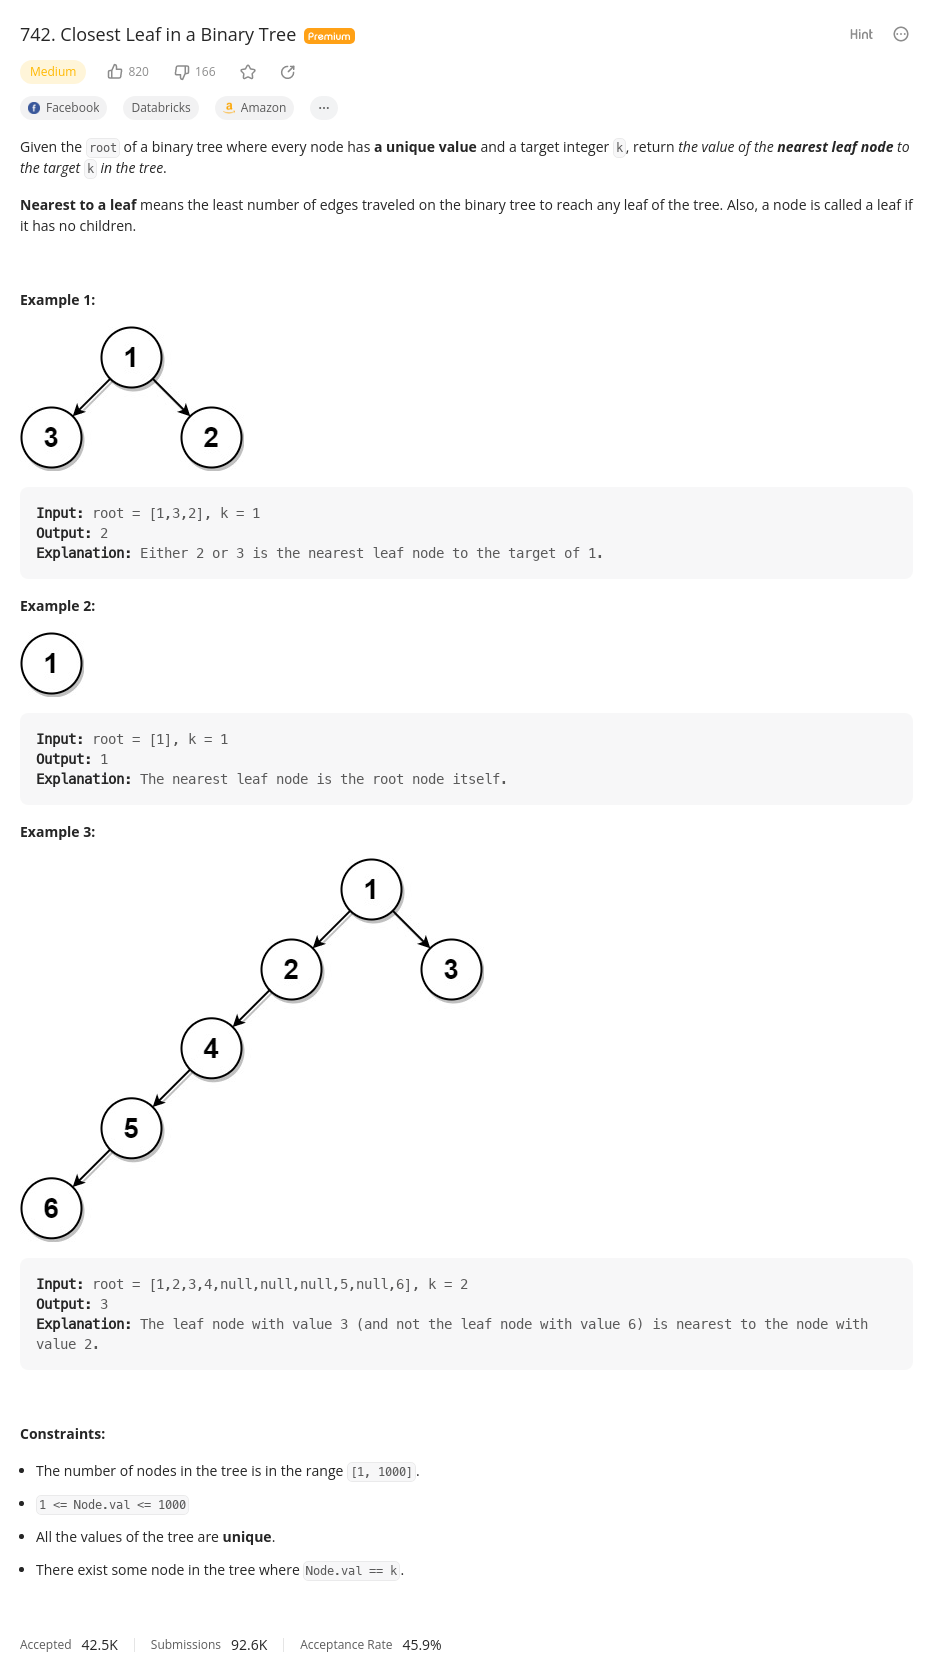 742. Closest Leaf in a Binary Tree Premium Hint
Medium 820 166
Facebook Databricks Amazon ...
Given the root of a binary tree where every node has a unique value and a target integer k, return the value of the nearest leaf node to
the target k in the tree.
Nearest to a leaf means the least number of edges traveled on the binary tree to reach any leaf of the tree. Also, a node is called a leaf if
it has no children.
Example 1:
1
3 2
Input: root = [1,3,2], k = 1
Output: 2
Explanation: Either 2 or 3 is the nearest leaf node to the target of 1.
Example 2:
1
Input: root = [1], k = 1
Output: 1
Explanation: The nearest leaf node is the root node itself.
Example 3:
1
2 3
4
5
6
Input: root = [1,2,3,4,null,null,null,5,null,6], k = 2
Output: 3
Explanation: The leaf node with value 3 (and not the leaf node with value 6) is nearest to the node with
value 2.
Constraints:
• The number of nodes in the tree is in the range [1, 1000].
• 1 <= Node.val <= 1000
• All the values of the tree are unique.
• There exist some node in the tree where Node.val == k.
Accepted 42.5K Submissions 92.6K Acceptance Rate 45.9%